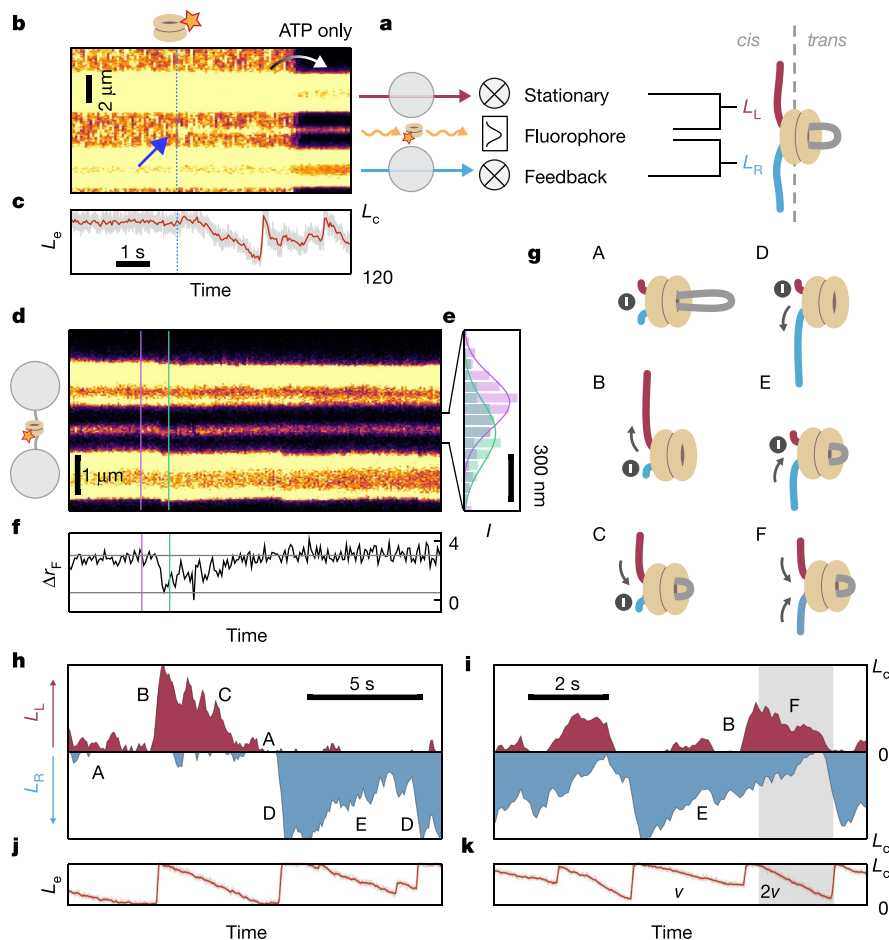 b
ATP only
2 μm
a
cis
trans
Stationary
Fluorophore
Feedback
L_L
L_R
c
L_e
1 s
L_c
120
Time
g
A
D
B
E
C
F
d
1 μm
e
300 nm
I
f
Δr_F
4
0
Time
h
L_L
L_R
B
C
5 s
A
A
D
E
D
i
2 s
L_c
B
F
0
E
L_c
j
L_e
Time
k
L_c
v
2v
0
Time